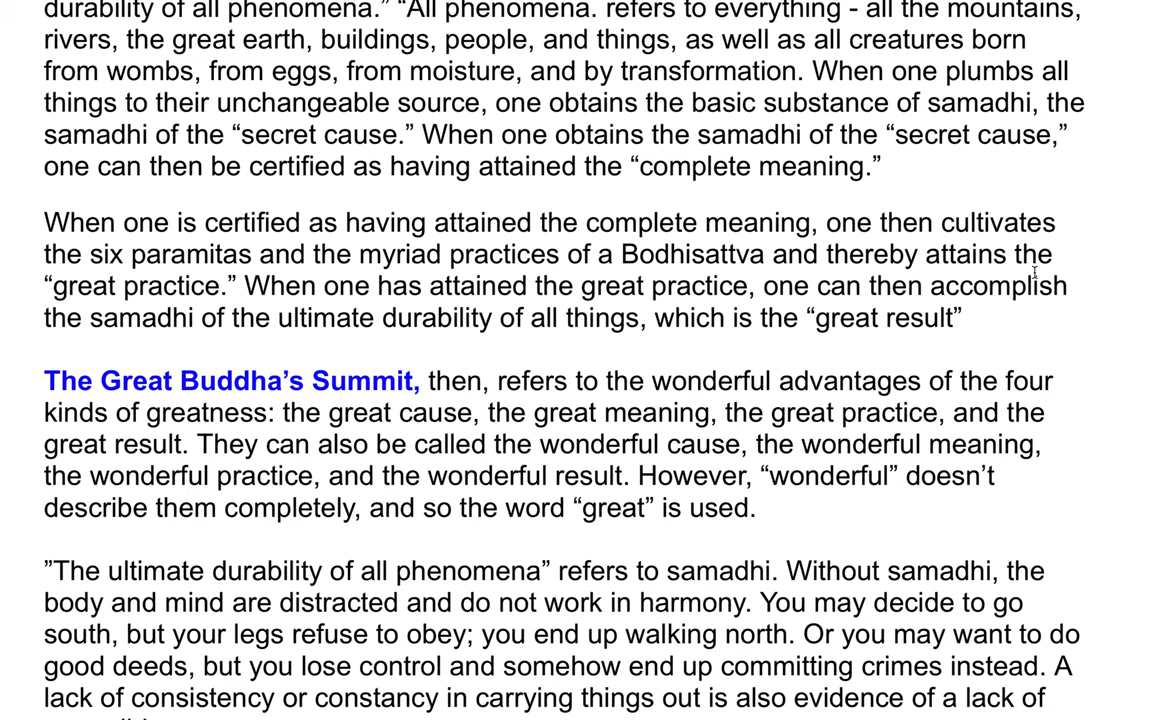 durability of all phenomena.” “All phenomena. refers to everything - all the mountains,
rivers, the great earth, buildings, people, and things, as well as all creatures born
from wombs, from eggs, from moisture, and by transformation. When one plumbs all
things to their unchangeable source, one obtains the basic substance of samadhi, the
samadhi of the “secret cause.” When one obtains the samadhi of the “secret cause,”
one can then be certified as having attained the “complete meaning.”
When one is certified as having attained the complete meaning, one then cultivates
the six paramitas and the myriad practices of a Bodhisattva and thereby attains the
“great practice.” When one has attained the great practice, one can then accomplish
the samadhi of the ultimate durability of all things, which is the “great result”
The Great Buddha’s Summit, then, refers to the wonderful advantages of the four
kinds of greatness: the great cause, the great meaning, the great practice, and the
great result. They can also be called the wonderful cause, the wonderful meaning,
the wonderful practice, and the wonderful result. However, “wonderful” doesn’t
describe them completely, and so the word “great” is used.
”The ultimate durability of all phenomena” refers to samadhi. Without samadhi, the
body and mind are distracted and do not work in harmony. You may decide to go
south, but your legs refuse to obey; you end up walking north. Or you may want to do
good deeds, but you lose control and somehow end up committing crimes instead. A
lack of consistency or constancy in carrying things out is also evidence of a lack of